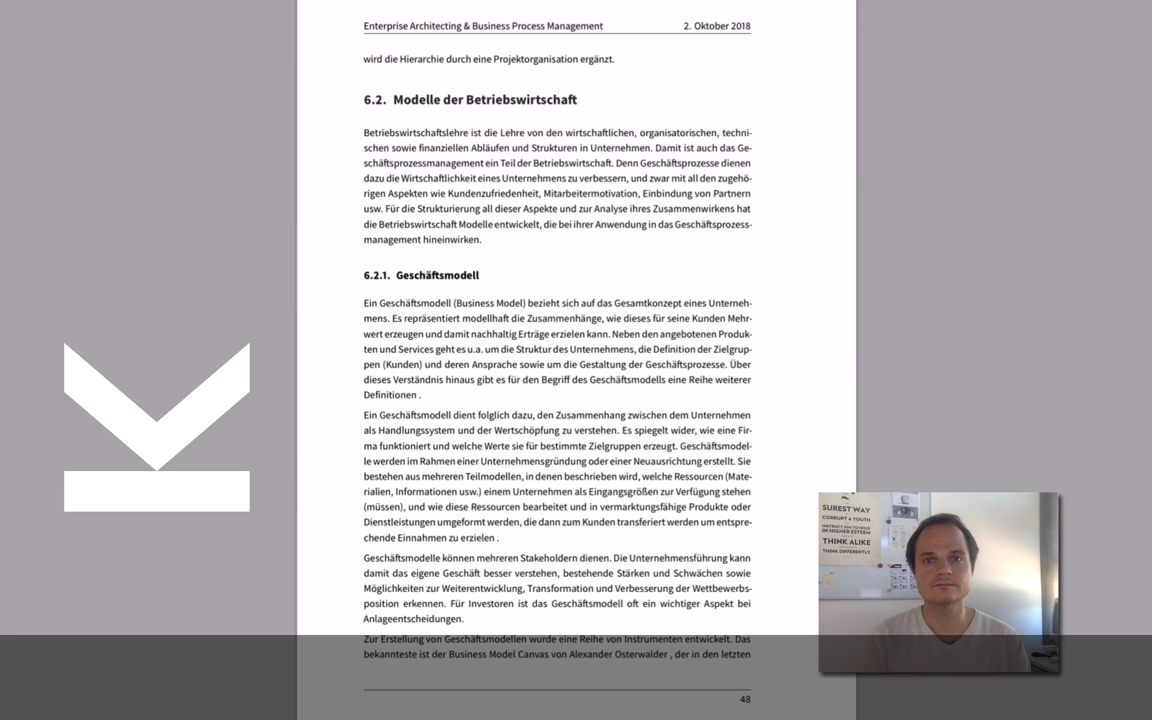 Enterprise Architecting & Business Process Management 2. Oktober 2018
wird die Hierarchie durch eine Projektorganisation ergänzt.
6.2. Modelle der Betriebswirtschaft
Betriebswirtschaftslehre ist die Lehre von den wirtschaftlichen, organisatorischen, techni-
schen sowie finanziellen Abläufen und Strukturen in Unternehmen. Damit ist auch das Ge-
schäftsprozessmanagement ein Teil der Betriebswirtschaft. Denn Geschäftsprozesse dienen
dazu die Wirtschaftlichkeit eines Unternehmens zu verbessern, und zwar mit all den zugehö-
rigen Aspekten wie Kundenzufriedenheit, Mitarbeitermotivation, Einbindung von Partnern
usw. Für die Strukturierung all dieser Aspekte und zur Analyse ihres Zusammenwirkens hat
die Betriebswirtschaft Modelle entwickelt, die bei ihrer Anwendung in das Geschäftsprozess-
management hineinwirken.
6.2.1. Geschäftsmodell
Ein Geschäftsmodell (Business Model) bezieht sich auf das Gesamtkonzept eines Unterneh-
mens. Es repräsentiert modellhaft die Zusammenhänge, wie dieses für seine Kunden Mehr-
wert erzeugen und damit nachhaltig Erträge erzielen kann. Neben den angebotenen Produk-
ten und Services geht es u.a. um die Struktur des Unternehmens, die Definition der Zielgrup-
pen (Kunden) und deren Ansprache sowie um die Gestaltung der Geschäftsprozesse. Über
dieses Verständnis hinaus gibt es für den Begriff des Geschäftsmodells eine Reihe weiterer
Definitionen .
Ein Geschäftsmodell dient folglich dazu, den Zusammenhang zwischen dem Unternehmen
als Handlungssystem und der Wertschöpfung zu verstehen. Es spiegelt wider, wie eine Fir-
ma funktioniert und welche Werte sie für bestimmte Zielgruppen erzeugt. Geschäftsmodel-
le werden im Rahmen einer Unternehmensgründung oder einer Neuausrichtung erstellt. Sie
bestehen aus mehreren Teilmodellen, in denen beschrieben wird, welche Ressourcen (Mate-
rialien, Informationen usw.) einem Unternehmen als Eingangsgrößen zur Verfügung stehen
(müssen), und wie diese Ressourcen bearbeitet und in vermarktungsfähige Produkte oder
Dienstleistungen umgeformt werden, die dann zum Kunden transferiert werden um entspre-
chende Einnahmen zu erzielen .
Geschäftsmodelle können mehreren Stakeholdern dienen. Die Unternehmensführung kann
damit das eigene Geschäft besser verstehen, bestehende Stärken und Schwächen sowie
Möglichkeiten zur Weiterentwicklung, Transformation und Verbesserung der Wettbewerbs-
position erkennen. Für Investoren ist das Geschäftsmodell oft ein wichtiger Aspekt bei
Anlageentscheidungen.
Zur Erstellung von Geschäftsmodellen wurde eine Reihe von Instrumenten entwickelt. Das
bekannteste ist der Business Model Canvas von Alexander Osterwalder , der in den letzten
48
SUREST WAY
CORRUPT A YOUTH
INSTRUCT HIM TO HOLD
IN HIGHER ESTEEM
THINK ALIKE
THINK DIFFERENTLY.